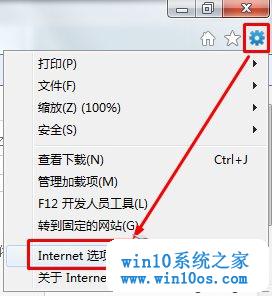 打印(P)
文件(F)
缩放(Z) (100%)
安全(S)
查看下载(N) Ctrl+J
管理加载项(M)
F12 开发人员工具(L)
转到固定的网站(G)
Internet 选项
关于 Internet
win10系统之家
www.win10os.com